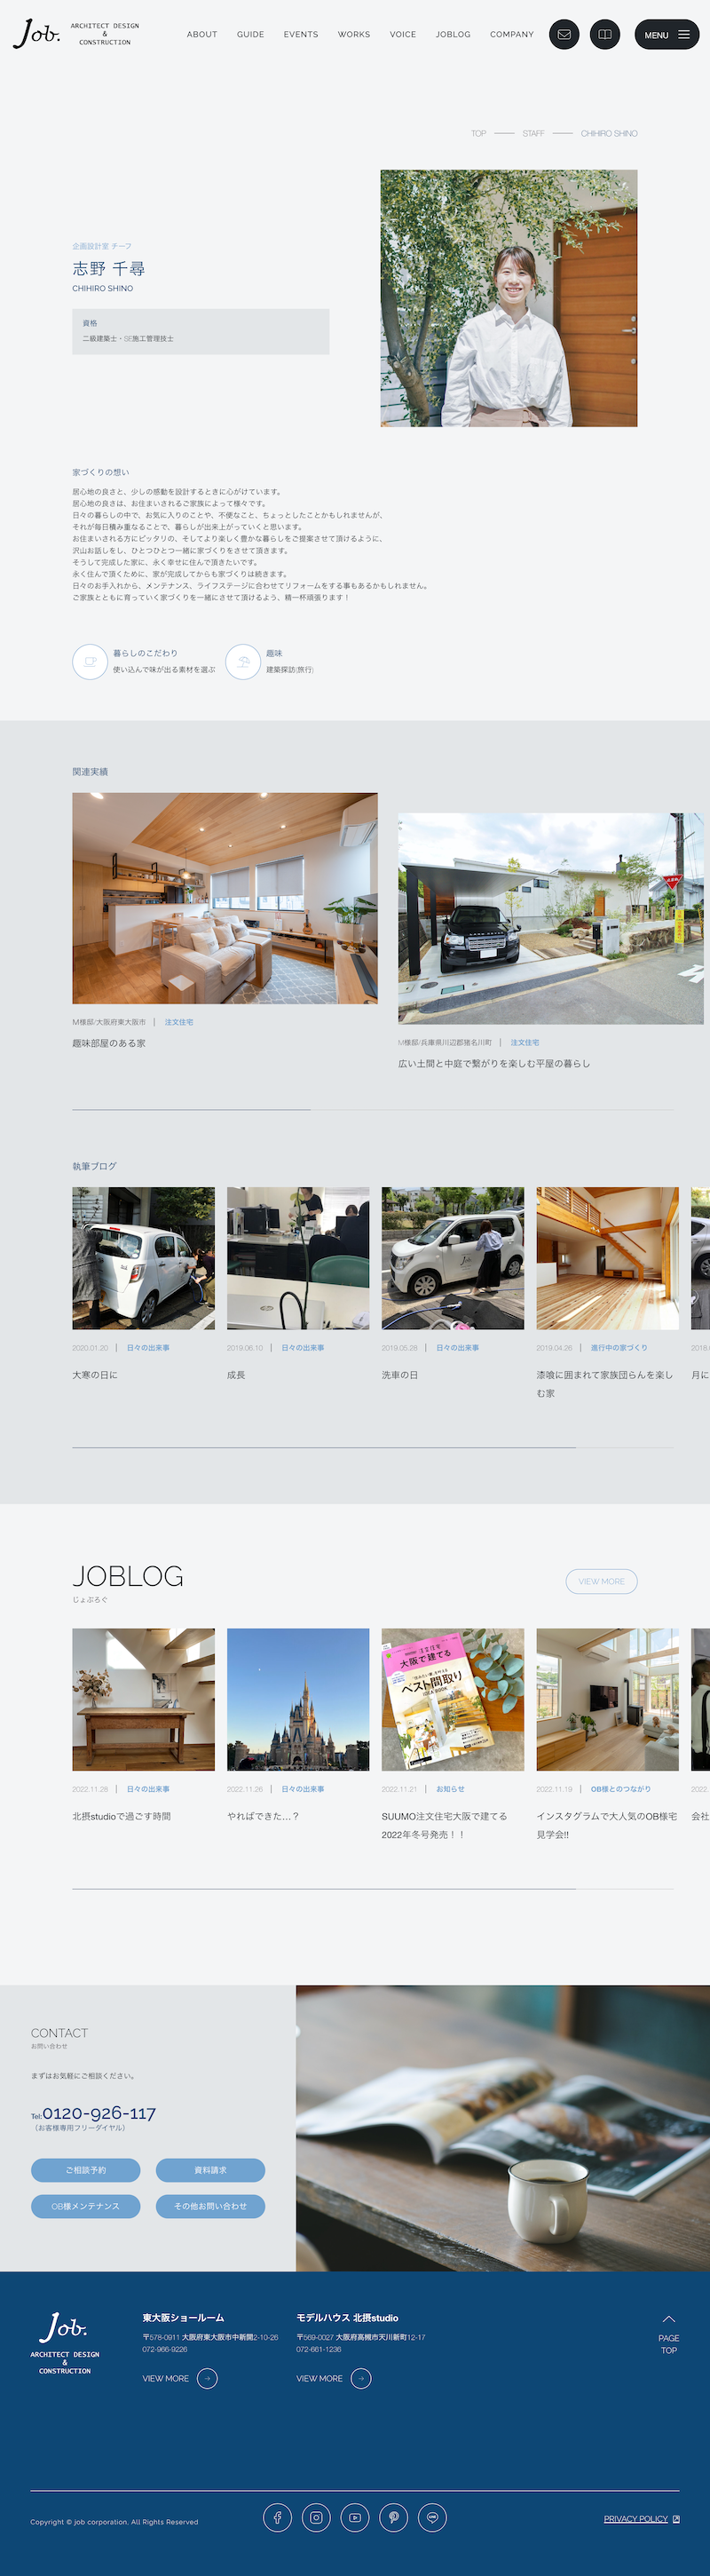 Job.
ARCHITECT DESIGN
&
CONSTRUCTION
ABOUT
GUIDE
EVENTS
WORKS
VOICE
JOBLOG
COMPANY
MENU
TOP
STAFF
CHIHIRO SHINO
企画設計室 チーフ
志野 千尋
CHIHIRO SHINO
資格
二級建築士・SE施工管理技士
家づくりの想い
居心地の良さと、少しの感動を設計するときに心がけています。
居心地の良さは、お住まいされるご家族によって様々です。
日々の暮らしの中で、お気に入りのことや、不便なこと、ちょっとしたことかもしれませんが、
それが毎日積み重なることで、暮らしが出来上がっていくと思います。
お住まいされる方にピッタリの、そしてより楽しく豊かな暮らしをご提案させて頂けるように、
沢山お話しをし、ひとつひとつ一緒に家づくりをさせて頂きます。
そうして完成した家に、永く幸せに住んで頂きたいです。
永く住んで頂くために、家が完成してからも家づくりは続きます。
日々のお手入れから、メンテナンス、ライフステージに合わせてリフォームをする事もあるかもしれません。
ご家族とともに育っていく家づくりを一緒にさせて頂けるよう、精一杯頑張ります！
暮らしのこだわり
使い込んで味が出る素材を選ぶ
趣味
建築探訪(旅行)
関連実績
M様邸/大阪府東大阪市
注文住宅
趣味部屋のある家
M様邸/兵庫県川辺郡猪名川町
注文住宅
広い土間と中庭で繋がりを楽しむ平屋の暮らし
執筆ブログ
2020.01.20
日々の出来事
大寒の日に
2019.06.10
日々の出来事
成長
2019.05.28
日々の出来事
洗車の日
2019.04.26
進行中の家づくり
漆喰に囲まれて家族団らんを楽し
む家
2018.
月に
JOBLOG
じょぶろぐ
VIEW MORE
注文住宅
大阪で建てる
ベスト間取り
2022.11.28
日々の出来事
北摂studioで過ごす時間
2022.11.26
日々の出来事
やればできた…？
2022.11.21
お知らせ
SUUMO注文住宅大阪で建てる
2022年冬号発売！！
2022.11.19
OB様とのつながり
インスタグラムで大人気のOB様宅
見学会!!
2022.
会社
CONTACT
お問い合わせ
まずはお気軽にご相談ください。
Tel:0120-926-117
（お客様専用フリーダイヤル）
ご相談予約
資料請求
OB様メンテナンス
その他お問い合わせ
Job.
ARCHITECT DESIGN
&
CONSTRUCTION
東大阪ショールーム
〒578-0911 大阪府東大阪市中新開2-10-26
072-966-9226
VIEW MORE
モデルハウス 北摂studio
〒569-0027 大阪府高槻市天川新町12-17
072-661-1236
VIEW MORE
PAGE
TOP
Copyright © job corporation. All Rights Reserved
PRIVACY POLICY